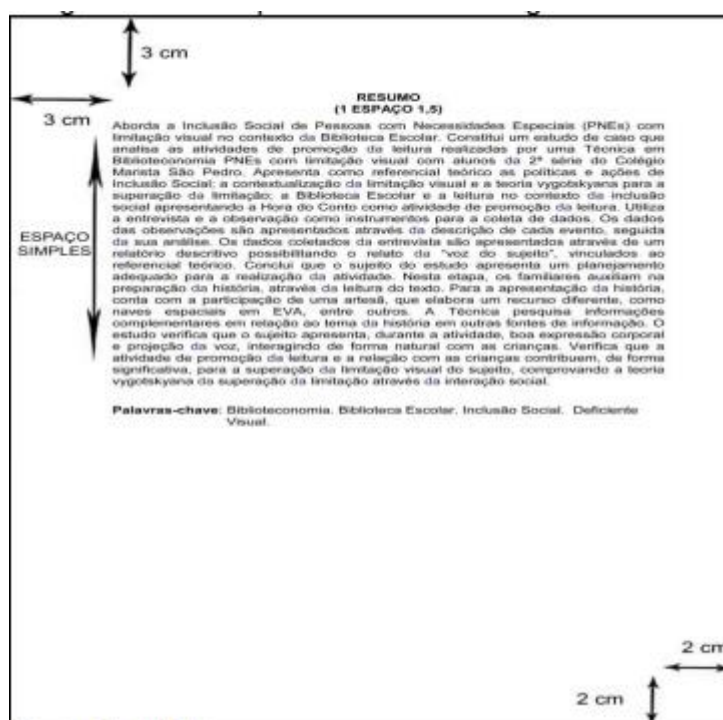 3 cm
3 cm
RESUMO
(1 ESPAÇO 1,5)
Aborda a Inclusão Social de Pessoas com Necessidades Especiais (PNEs) com
limitação visual no contexto da Biblioteca Escolar. Constitui um estudo de caso que
analisa as atividades de promoção da leitura realizadas por uma Técnica em
Biblioteconomia PNEs com limitação visual com alunos da 2ª série do Colégio
Marista São Pedro. Apresenta como referencial teórico as políticas e ações de
Inclusão Social; a contextualização da limitação visual e a teoria vygotskyana para a
superação da limitação; a Biblioteca Escolar e a leitura no contexto da inclusão
social apresentando a Hora do Conto como atividade de promoção da leitura. Utiliza
a entrevista e a observação como instrumentos para a coleta de dados. Os dados
das observações são apresentados através da descrição de cada evento, seguida
da sua análise. Os dados coletados da entrevista são apresentados através de um
relatório descritivo possibilitando o relato da "voz do sujeito", vinculados ao
referencial teórico. Conclui que o sujeito do estudo apresenta um planejamento
adequado para a realização da atividade. Nesta etapa, os familiares auxiliam na
preparação da história, através da leitura do texto. Para a apresentação da história,
conta com a participação de uma artesã, que elabora um recurso diferente, como
naves espaciais em EVA, entre outros. A Técnica pesquisa informações
complementares em relação ao tema da história em outras fontes de informação. O
estudo verifica que o sujeito apresenta, durante a atividade, boa expressão corporal
e projeção da voz, interagindo de forma natural com as crianças. Verifica que a
atividade de promoção da leitura e a relação com as crianças contribuem, de forma
significativa, para a superação da limitação visual do sujeito, comprovando a teoria
vygotskyana da superação da limitação através da interação social.
ESPAÇO
SIMPLES
Palavras-chave: Biblioteconomia. Biblioteca Escolar. Inclusão Social. Deficiente
Visual.
2 cm
2 cm